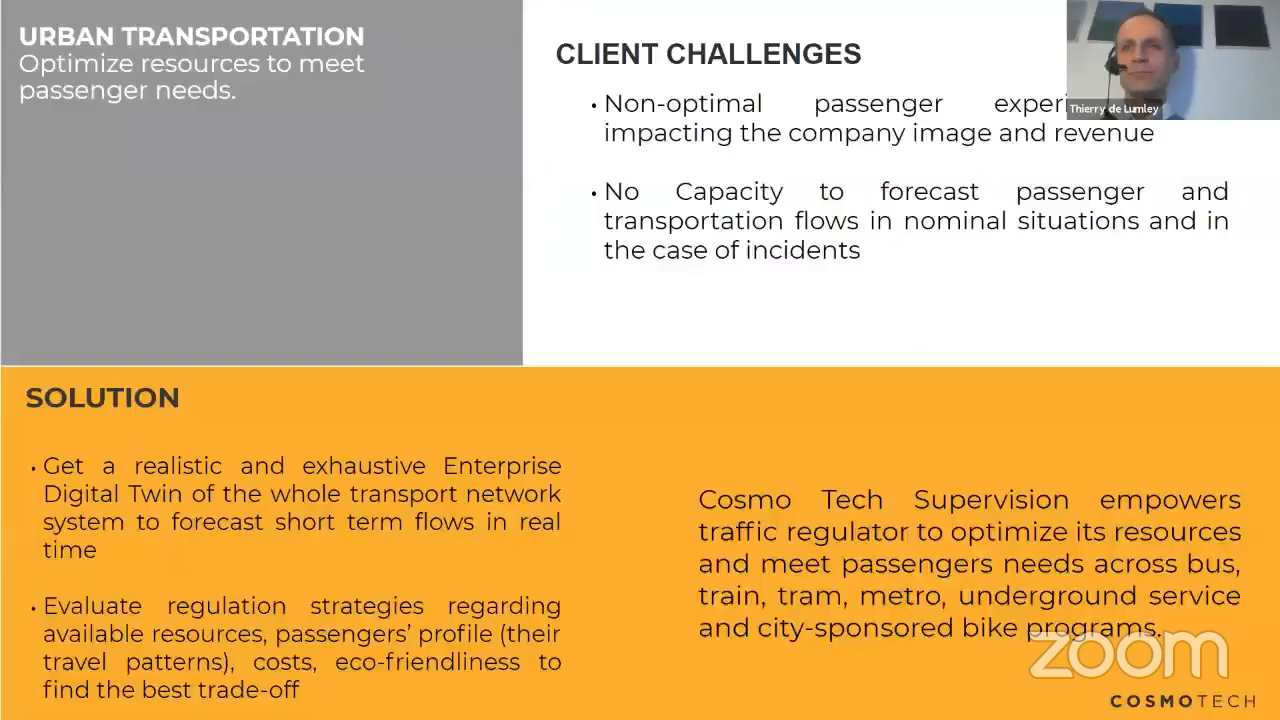 URBAN TRANSPORTATION
Optimize resources to meet
passenger needs.
CLIENT CHALLENGES
• Non-optimal passenger
impacting the company image and revenue
• No Capacity to forecast passenger and
transportation flows in nominal situations and in
the case of incidents
Thierry de Lumley
SOLUTION
• Get a realistic and exhaustive Enterprise
Digital Twin of the whole transport network
system to forecast short term flows in real
time
• Evaluate regulation strategies regarding
available resources, passengers’ profile (their
travel patterns), costs, eco-friendliness to
find the best trade-off
Cosmo Tech Supervision empowers
traffic regulator to optimize its resources
and meet passengers needs across bus,
train, tram, metro, underground service
and city-sponsored bike programs.
zoom
COSMOTECH